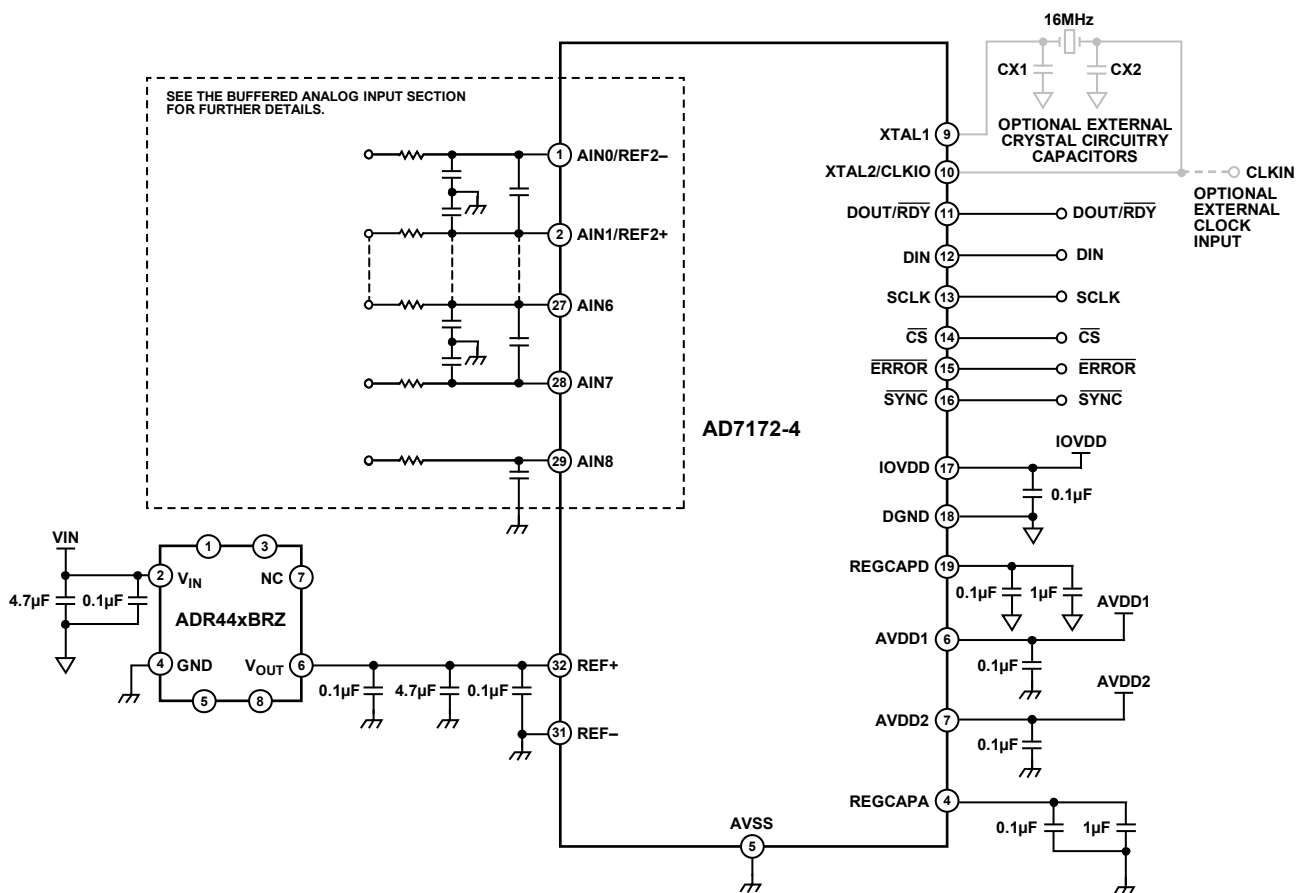 16MHz
CX1
CX2
OPTIONAL EXTERNAL
CRYSTAL CIRCUITRY
CAPACITORS
CLKIN
OPTIONAL
EXTERNAL
CLOCK
INPUT
SEE THE BUFFERED ANALOG INPUT SECTION
FOR FURTHER DETAILS.
1 AIN0/REF2–
2 AIN1/REF2+
27 AIN6
28 AIN7
29 AIN8
AD7172-4
XTAL1 9
XTAL2/CLKIO 10
DOUT/RDY 11 DOUT/RDY
DIN 12 DIN
SCLK 13 SCLK
CS 14 CS
ERROR 15 ERROR
SYNC 16 SYNC
IOVDD
IOVDD 17
0.1µF
DGND 18
REGCAPD 19
0.1µF 1µF
AVDD1
AVDD1 6
0.1µF
AVDD2
AVDD2 7
0.1µF
REGCAPA 4
0.1µF 1µF
VIN
1 3
2 VIN
NC 7
4.7µF 0.1µF
ADR44xBRZ
4 GND
VOUT 6
5 8
0.1µF 4.7µF 0.1µF
32 REF+
31 REF–
AVSS
5